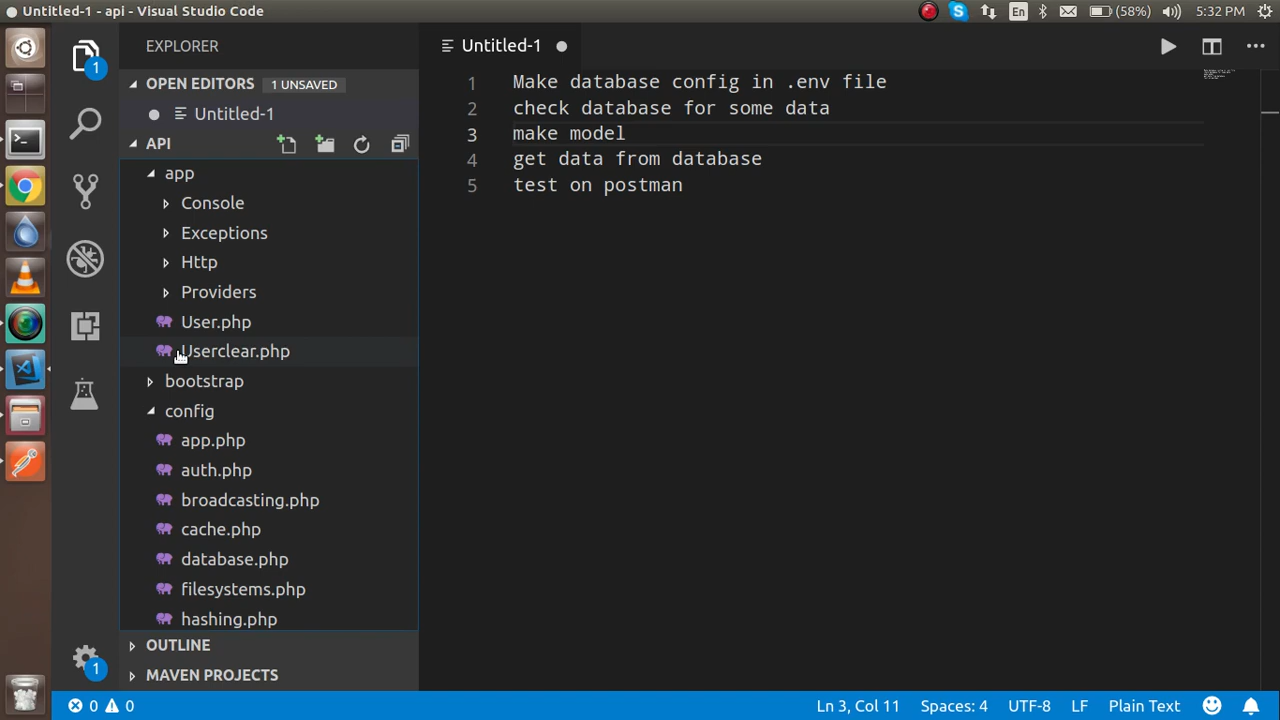 Untitled-1 - api - Visual Studio Code
En
(58%)
5:32 PM
EXPLORER
OPEN EDITORS
1 UNSAVED
Untitled-1
API
app
Console
Exceptions
Http
Providers
User.php
Userclear.php
bootstrap
config
app.php
auth.php
broadcasting.php
cache.php
database.php
filesystems.php
hashing.php
OUTLINE
MAVEN PROJECTS
1
1
Untitled-1
1 Make database config in .env file
2 check database for some data
3 make model
4 get data from database
5 test on postman
0 0
Ln 3, Col 11
Spaces: 4
UTF-8
LF
Plain Text